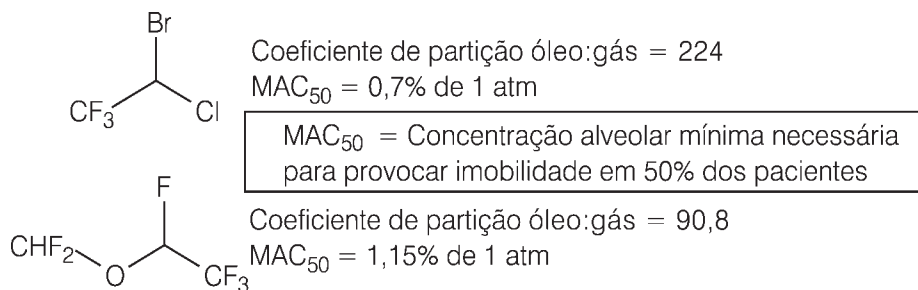 Br
Coeficiente de partição óleo:gás = 224
MAC50 = 0,7% de 1 atm
CF3 Cl
MAC50 = Concentração alveolar mínima necessária
para provocar imobilidade em 50% dos pacientes
F
Coeficiente de partição óleo:gás = 90,8
CHF2
MAC50 = 1,15% de 1 atm
O CF3